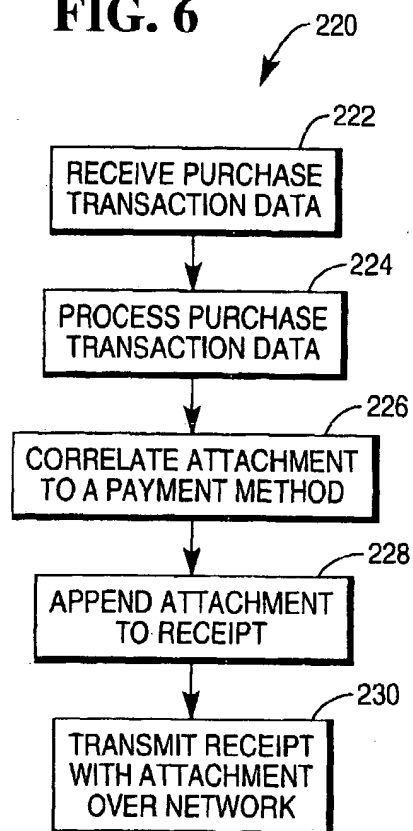 FIG. 6
220
222
RECEIVE PURCHASE
TRANSACTION DATA
224
PROCESS PURCHASE
TRANSACTION DATA
226
CORRELATE ATTACHMENT
TO A PAYMENT METHOD
228
APPEND ATTACHMENT
TO RECEIPT
230
TRANSMIT RECEIPT
WITH ATTACHMENT
OVER NETWORK